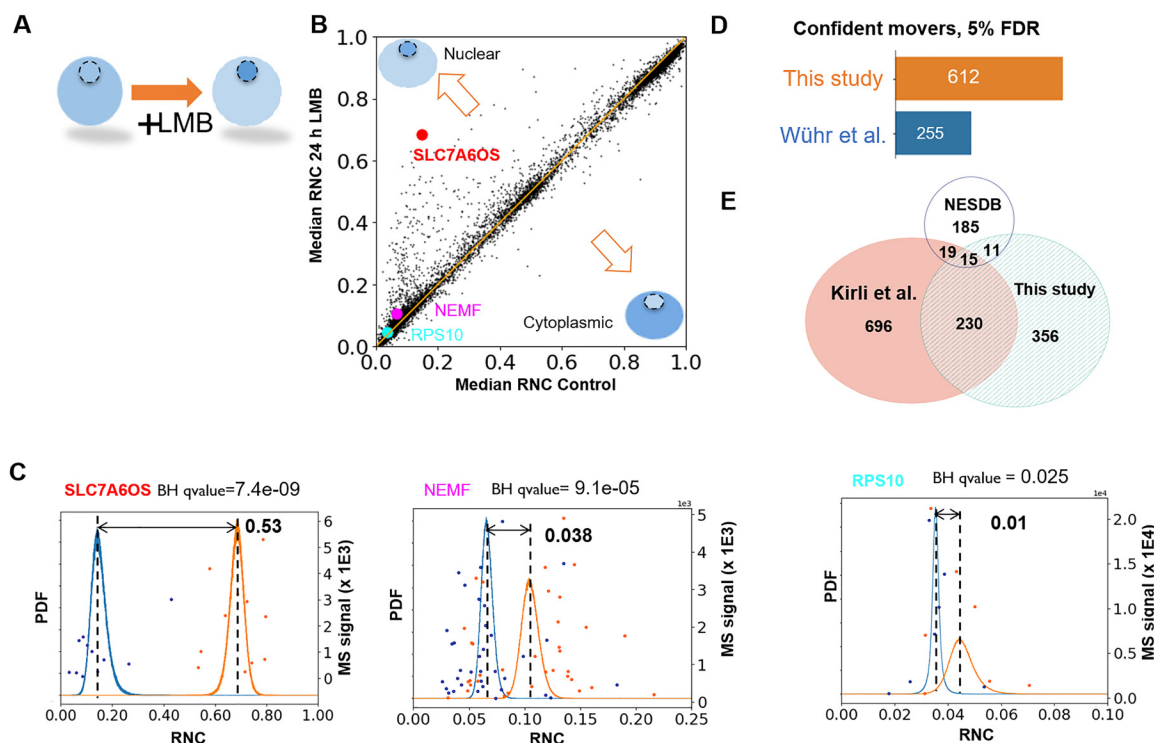 A
+LMB
B
Median RNC 24 h LMB
1.0
0.8
0.6
0.4
0.2
0.0
Nuclear
SLC7A6OS
NEMF
RPS10
Cytoplasmic
0.0 0.2 0.4 0.6 0.8 1.0
Median RNC Control
D
Confident movers, 5% FDR
This study 612
Wühr et al. 255
E
NESDB
185
19 15 11
Kirli et al.
696
230
This study
356
C
SLC7A6OS BH qvalue=7.4e-09
0.53
PDF
6
5
4
3
2
1
0
MS signal (x 1E3)
0.00 0.20 0.40 0.60 0.80 1.00
RNC
NEMF BH qvalue= 9.1e-05
1e3
0.038
PDF
5
4
3
2
1
0
MS signal (x 1E3)
0.00 0.05 0.10 0.15 0.20 0.25
RNC
RPS10 BH qvalue = 0.025
1e4
0.01
PDF
2.0
1.5
1.0
0.5
0.0
MS signal (x 1E4)
0.00 0.02 0.04 0.06 0.08 0.10
RNC